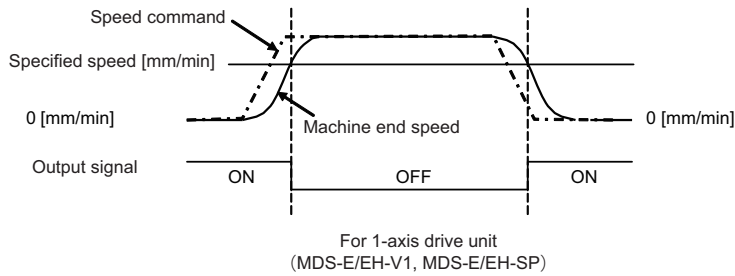 Speed command
Specified speed [mm/min]
0 [mm/min]
Machine end speed
0 [mm/min]
Output signal
ON
OFF
ON
For 1-axis drive unit
（MDS-E/EH-V1, MDS-E/EH-SP）